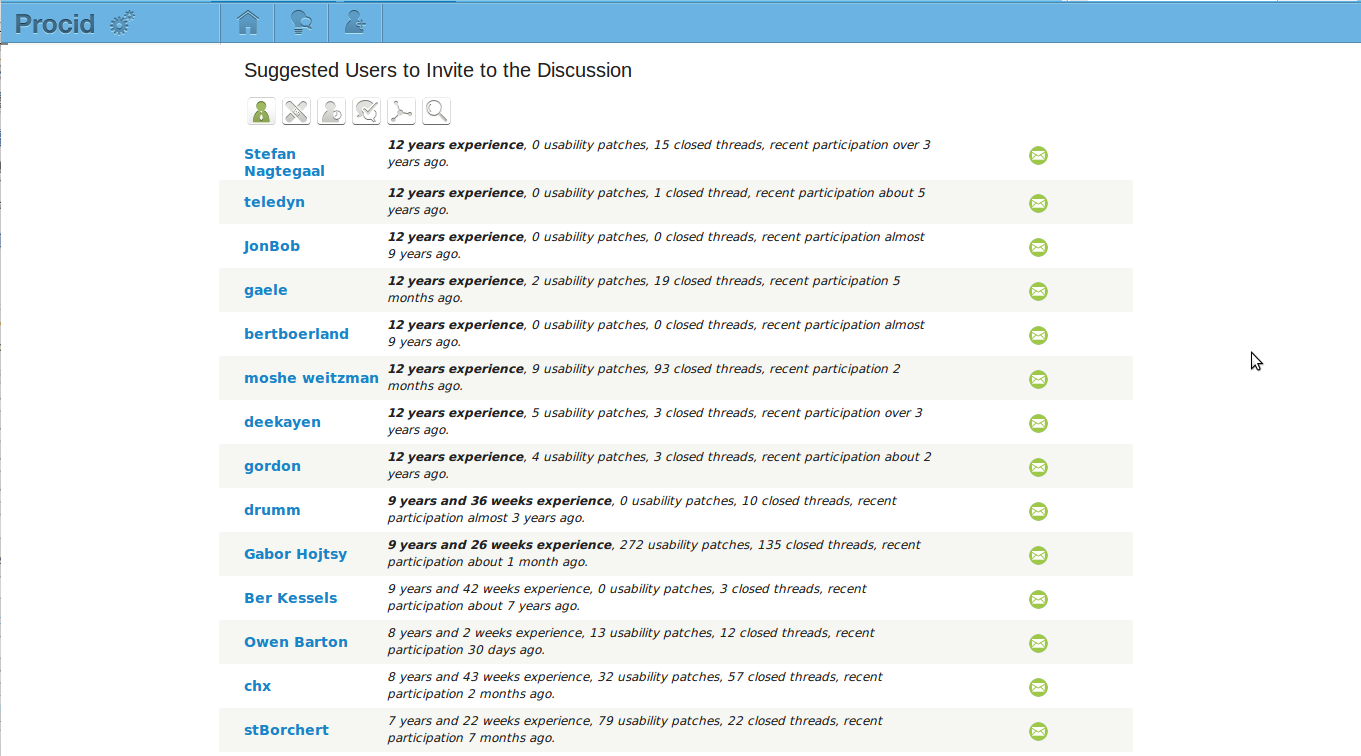 Procid
Suggested Users to Invite to the Discussion
Stefan
Nagtegaal
12 years experience, 0 usability patches, 15 closed threads, recent participation over 3
years ago.
teledyn
12 years experience, 0 usability patches, 1 closed thread, recent participation about 5
years ago.
JonBob
12 years experience, 0 usability patches, 0 closed threads, recent participation almost
9 years ago.
gaele
12 years experience, 2 usability patches, 19 closed threads, recent participation 5
months ago.
bertboerland
12 years experience, 0 usability patches, 0 closed threads, recent participation almost
9 years ago.
moshe weitzman
12 years experience, 9 usability patches, 93 closed threads, recent participation 2
months ago.
deekayen
12 years experience, 5 usability patches, 3 closed threads, recent participation over 3
years ago.
gordon
12 years experience, 4 usability patches, 3 closed threads, recent participation about 2
years ago.
drumm
9 years and 36 weeks experience, 0 usability patches, 10 closed threads, recent
participation almost 3 years ago.
Gabor Hojtsy
9 years and 26 weeks experience, 272 usability patches, 135 closed threads, recent
participation about 1 month ago.
Ber Kessels
9 years and 42 weeks experience, 0 usability patches, 3 closed threads, recent
participation about 7 years ago.
Owen Barton
8 years and 2 weeks experience, 13 usability patches, 12 closed threads, recent
participation 30 days ago.
chx
8 years and 43 weeks experience, 32 usability patches, 57 closed threads, recent
participation 2 months ago.
stBorchert
7 years and 22 weeks experience, 79 usability patches, 22 closed threads, recent
participation 7 months ago.